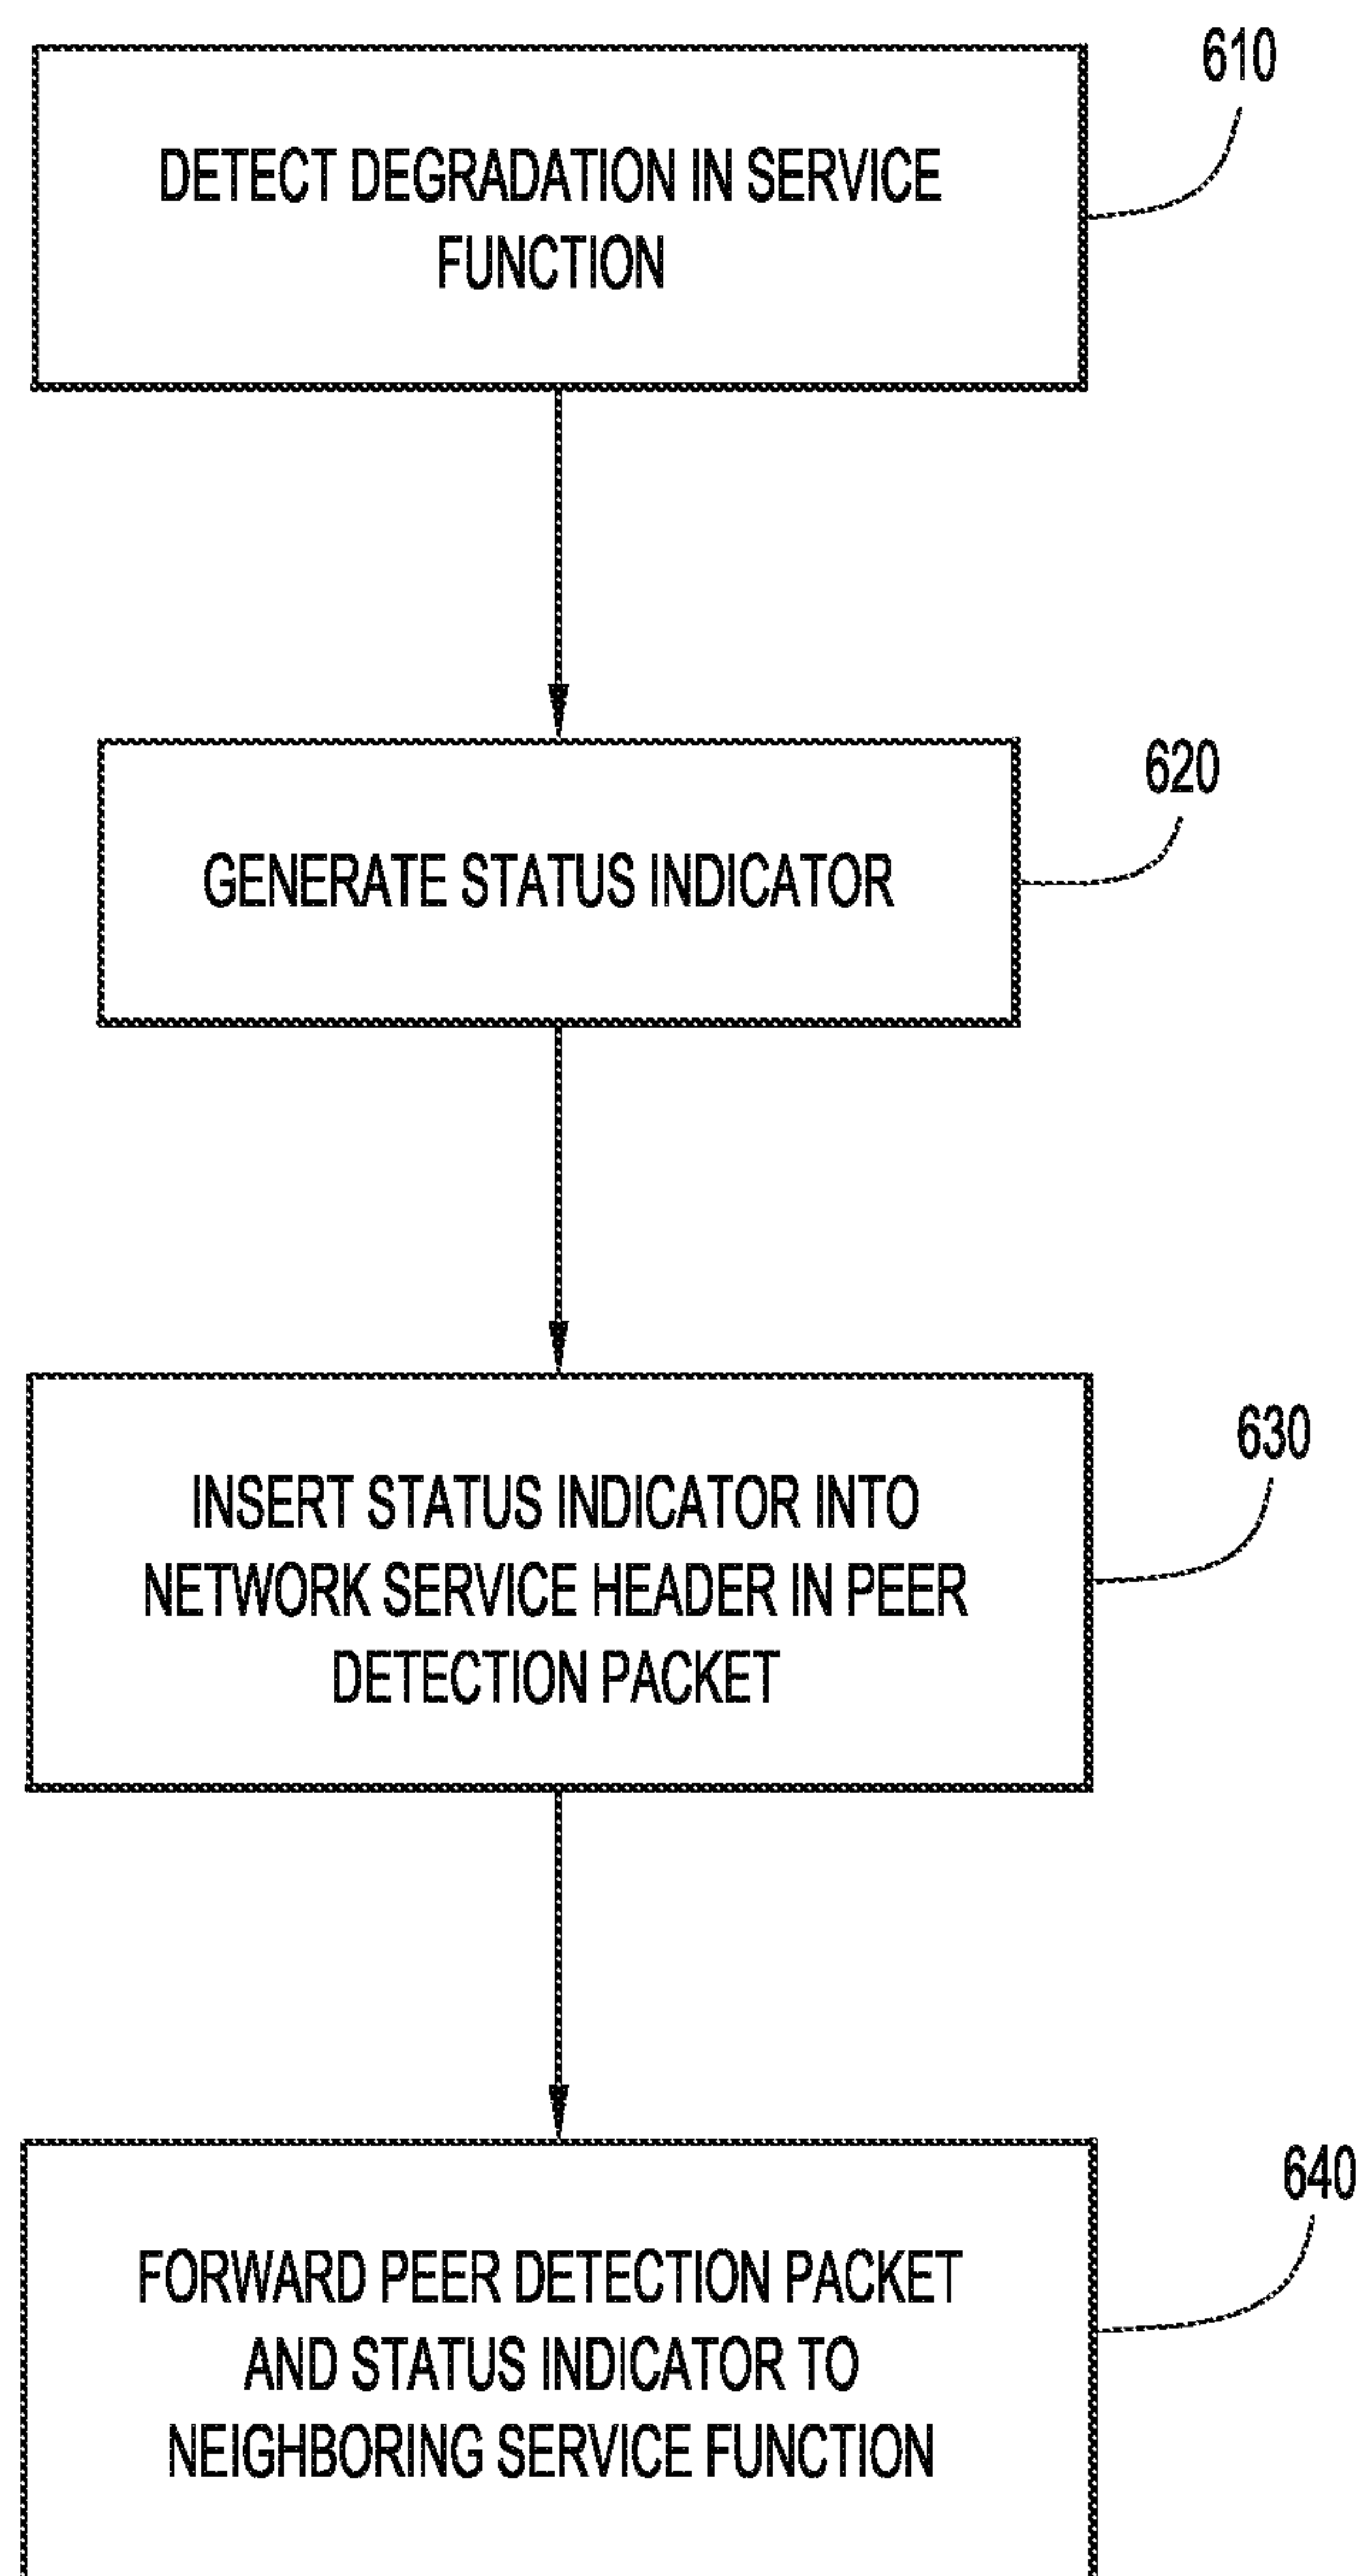 610
DETECT DEGRADATION IN SERVICE
FUNCTION
620
GENERATE STATUS INDICATOR
630
INSERT STATUS INDICATOR INTO
NETWORK SERVICE HEADER IN PEER
DETECTION PACKET
640
FORWARD PEER DETECTION PACKET
AND STATUS INDICATOR TO
NEIGHBORING SERVICE FUNCTION